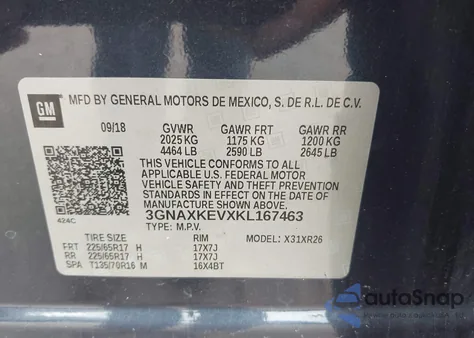 GM
MFD BY GENERAL MOTORS DE MEXICO, S. DE R.L. DE C.V.
09/18 GVWR GAWR FRT GAWR RR
2025 KG 1175 KG 1200 KG
4464 LB 2590 LB 2645 LB
THIS VEHICLE CONFORMS TO ALL
APPLICABLE U.S. FEDERAL MOTOR
VEHICLE SAFETY AND THEFT PREVENTION
STANDARDS IN EFFECT ON THE DATE OF
MANUFACTURE SHOWN ABOVE.
424C
3GNAXKEVXKL167463
TYPE: M.P.V. MODEL: X31XR26
TIRE SIZE RIM
FRT 225/65R17 H 17X7J
RR 225/65R17 H 17X7J
SPA T135/70R16 M 16X4BT
autoSnap